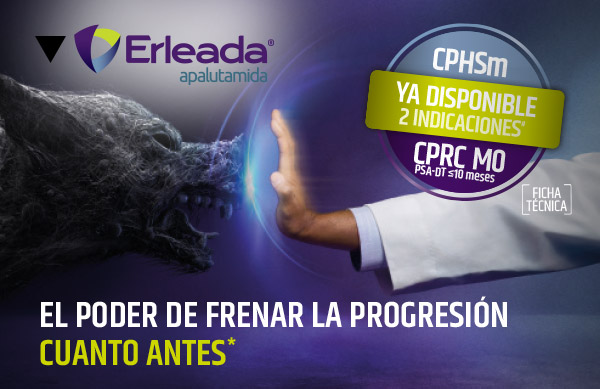 Erleada®
apalutamida
CPHSm
YA DISPONIBLE
2 INDICACIONES#
CPRC M0
PSA-DT ≤10 meses
FICHA
TÉCNICA
EL PODER DE FRENAR LA PROGRESIÓN
CUANTO ANTES*